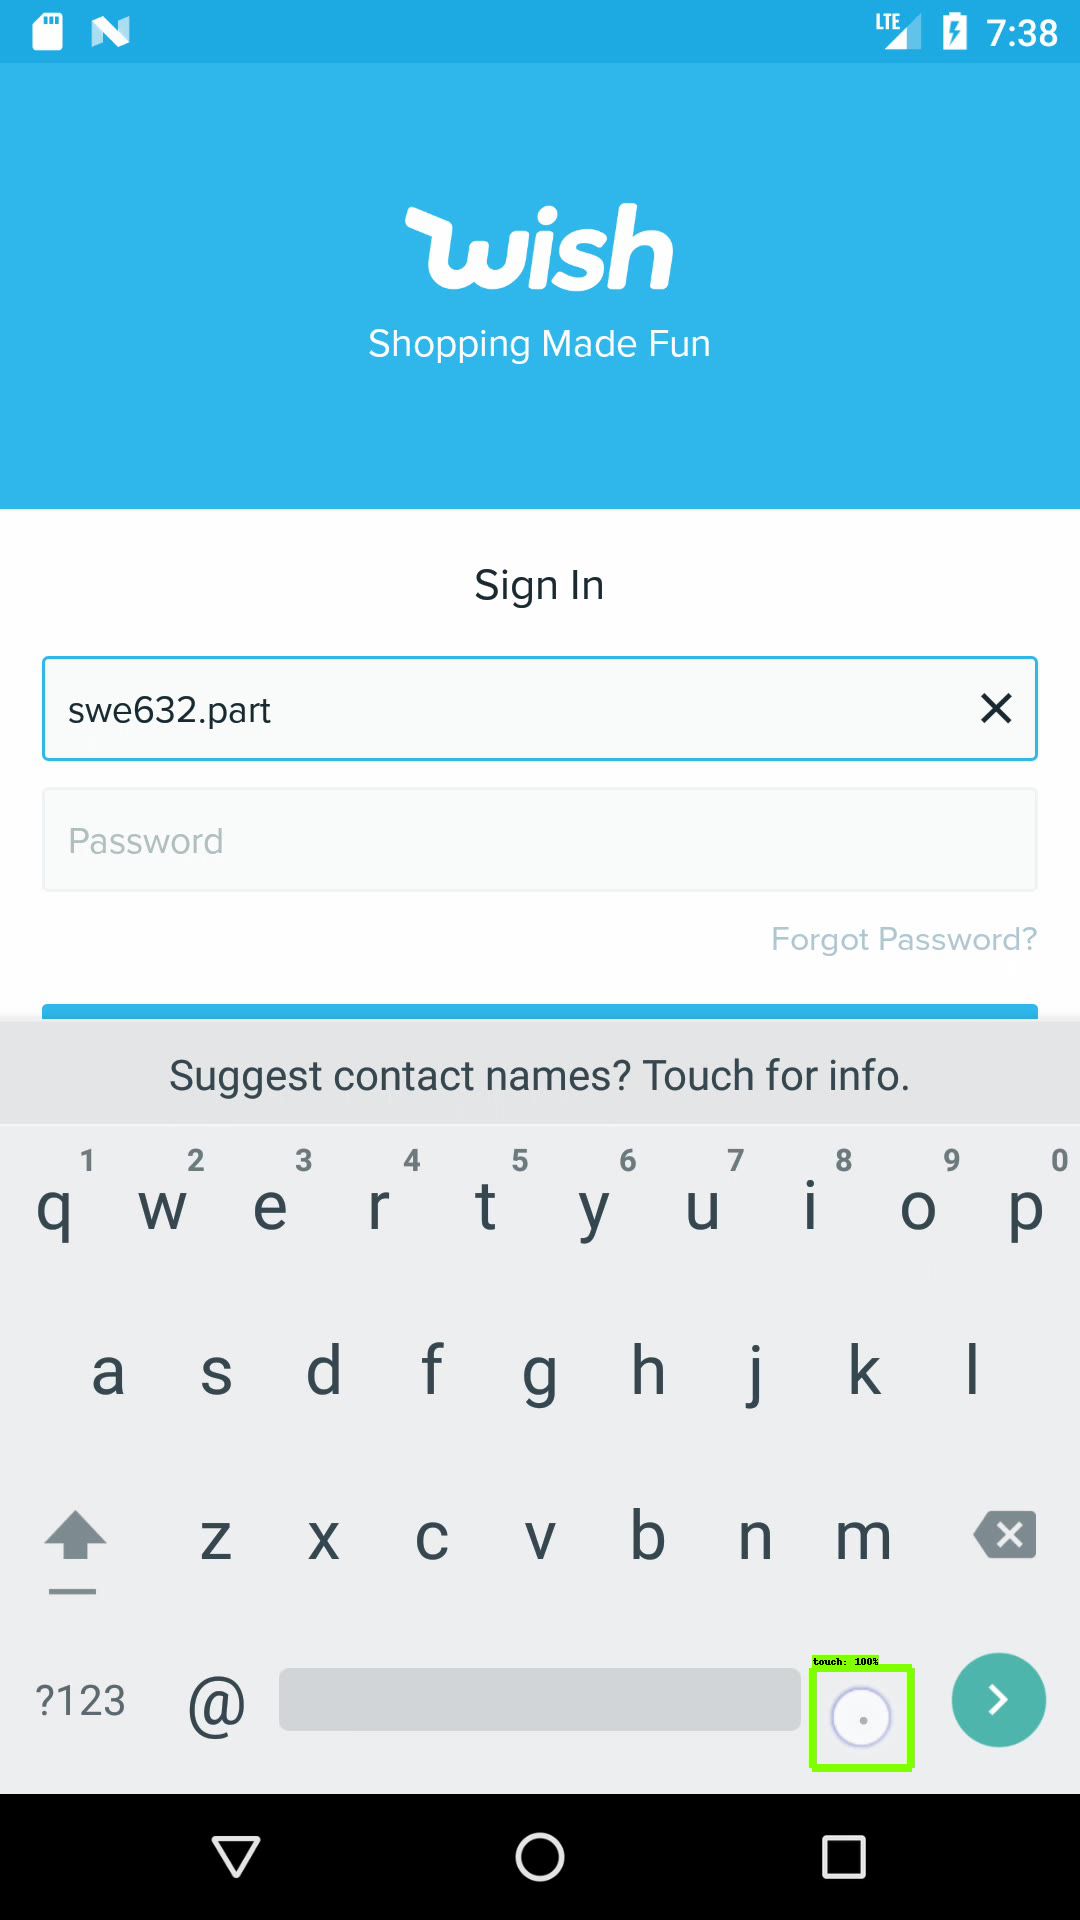 LTE 7:38
wish
Shopping Made Fun
Sign In
swe632.part
Password
Forgot Password?
Suggest contact names? Touch for info.
1 2 3 4 5 6 7 8 9 0
q w e r t y u i o p
a s d f g h j k l
z x c v b n m
touch: 100%
?123 @ .